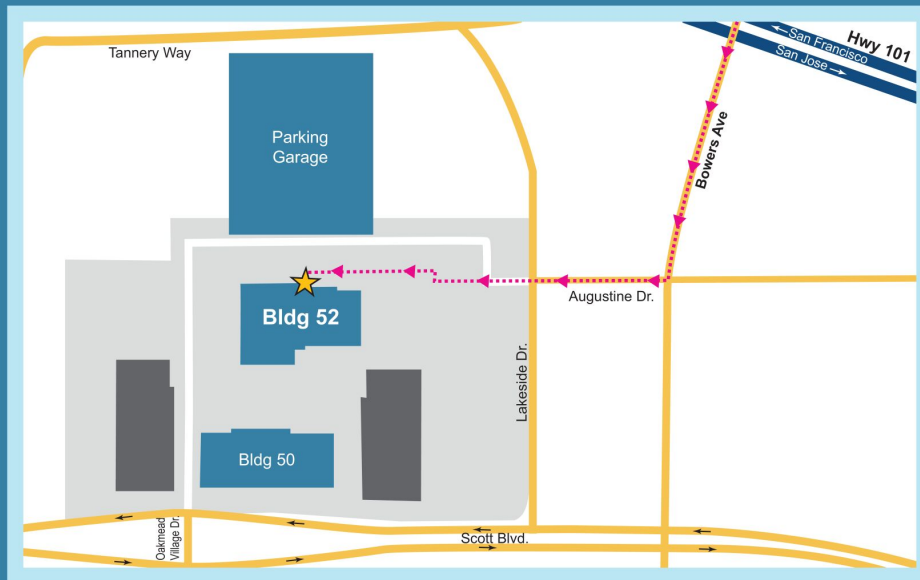 Tannery Way
Parking
Garage
← San Francisco
San Jose →
Hwy 101
Bowers Ave
Augustine Dr.
Bldg 52
Lakeside Dr.
Bldg 50
Oakmead
Village Dr.
Scott Blvd.